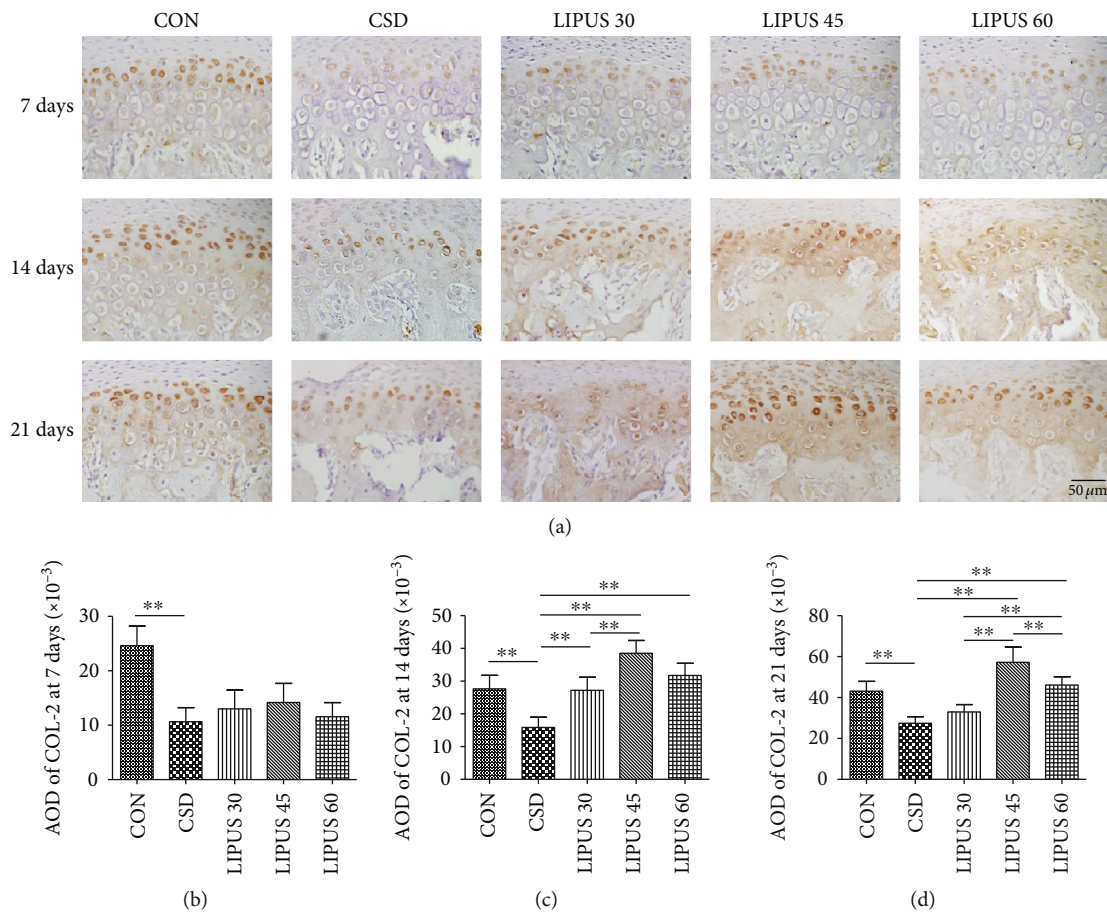 CON CSD LIPUS 30 LIPUS 45 LIPUS 60
7 days
14 days
21 days
50 μm
(a)
AOD of COL-2 at 7 days (×10⁻³)
30
20
10
0
**
CON
CSD
LIPUS 30
LIPUS 45
LIPUS 60
(b)
AOD of COL-2 at 14 days (×10⁻³)
50
40
30
20
10
0
**
**
** **
** **
CON
CSD
LIPUS 30
LIPUS 45
LIPUS 60
(c)
AOD of COL-2 at 21 days (×10⁻³)
80
60
40
20
0
**
**
**
** ** **
CON
CSD
LIPUS 30
LIPUS 45
LIPUS 60
(d)